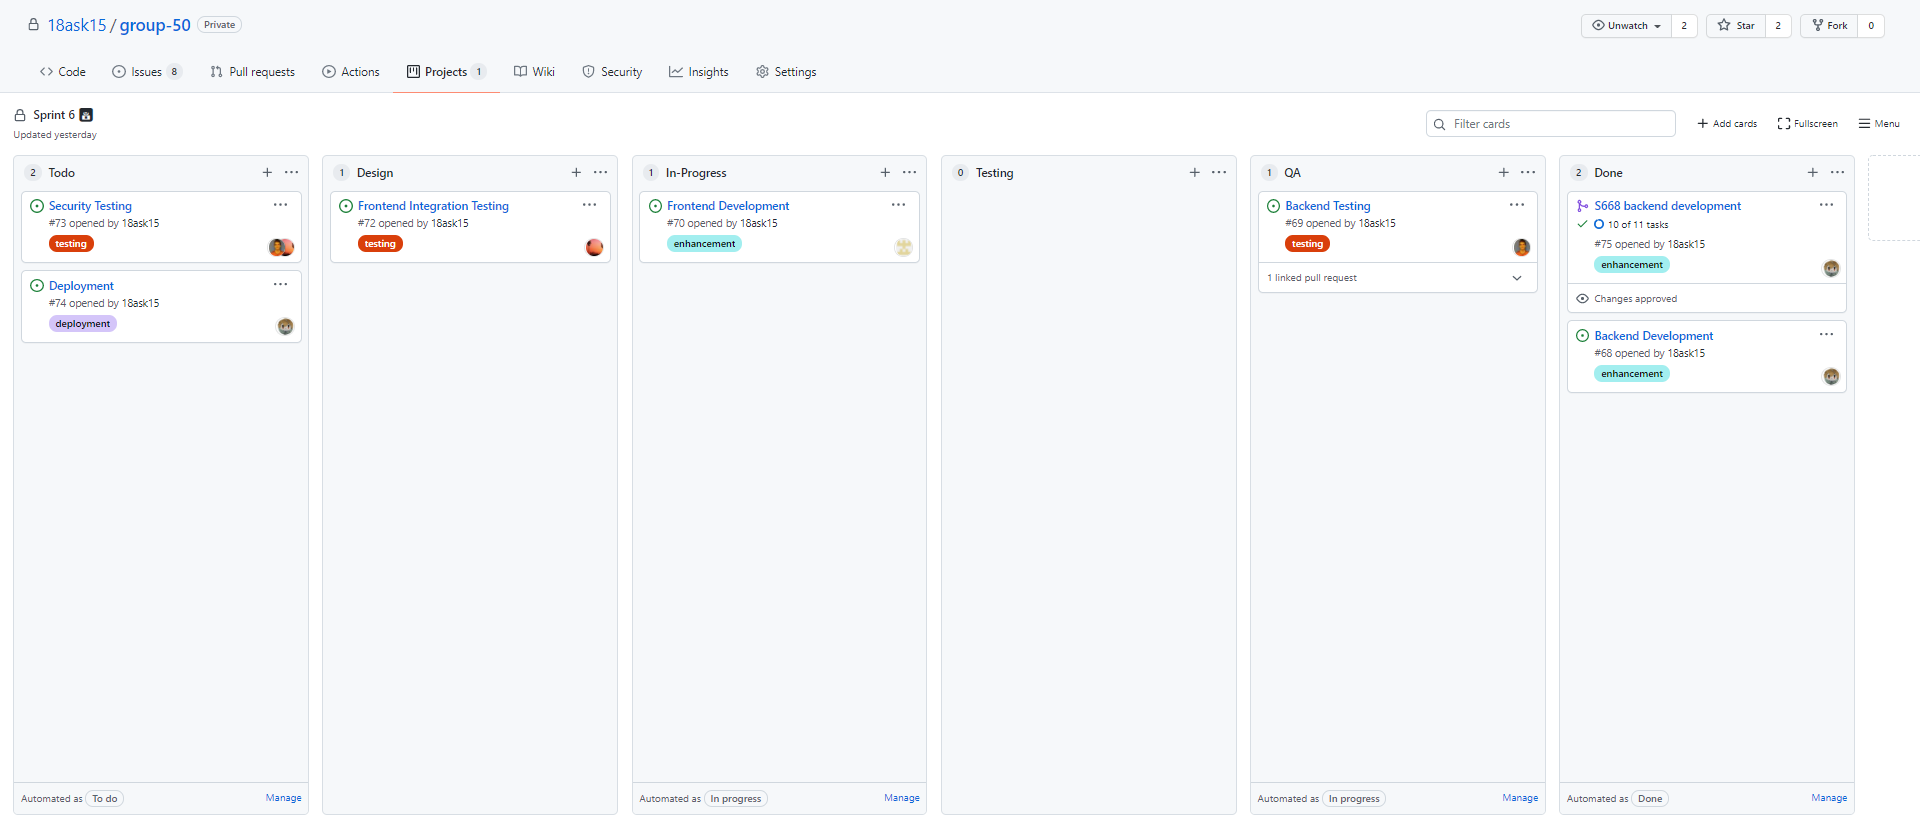 18ask15 / group-50 Private
Unwatch 2 Star 2 Fork 0
Code Issues 8 Pull requests Actions Projects 1 Wiki Security Insights Settings
Sprint 6
Updated yesterday
Filter cards
Add cards Fullscreen Menu
2 Todo
Security Testing
#73 opened by 18ask15
testing
Deployment
#74 opened by 18ask15
deployment
Automated as To do Manage
1 Design
Frontend Integration Testing
#72 opened by 18ask15
testing
1 In-Progress
Frontend Development
#70 opened by 18ask15
enhancement
Automated as In progress Manage
0 Testing
1 QA
Backend Testing
#69 opened by 18ask15
testing
1 linked pull request
Automated as In progress Manage
2 Done
S668 backend development
10 of 11 tasks
#75 opened by 18ask15
enhancement
Changes approved
Backend Development
#68 opened by 18ask15
enhancement
Automated as Done Manage